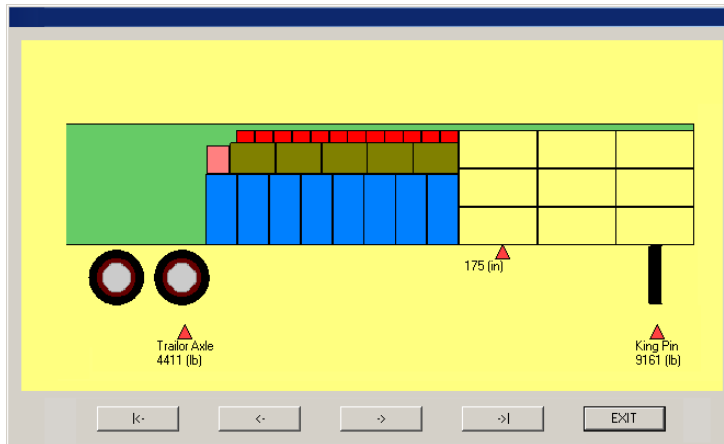 175 (in)
Trailor Axle
4411 (lb)
King Pin
9161 (lb)
|<-
<-
->
->|
EXIT